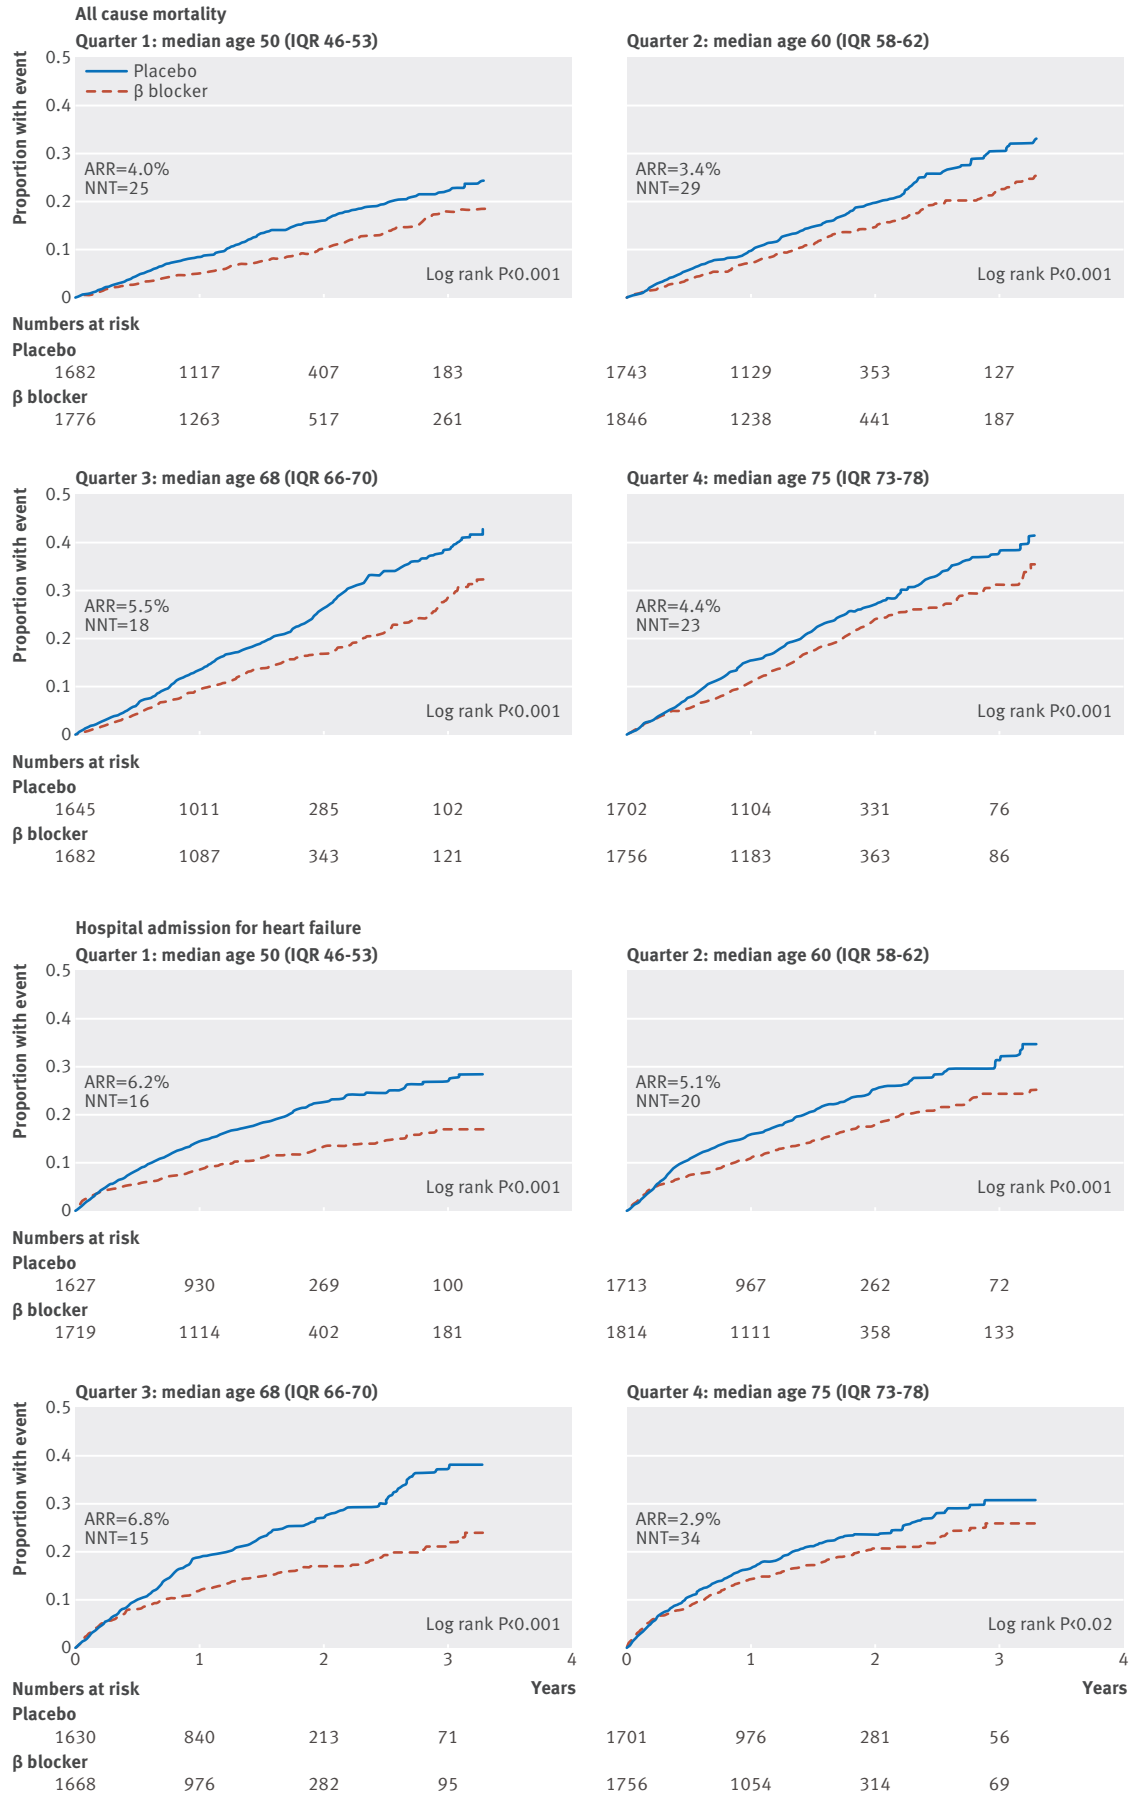 All cause mortality
Quarter 1: median age 50 (IQR 46-53)
Proportion with event
0.5
0.4
0.3
0.2
0.1
0
Placebo
β blocker
ARR=4.0%
NNT=25
Log rank P<0.001
Quarter 2: median age 60 (IQR 58-62)
ARR=3.4%
NNT=29
Log rank P<0.001
Numbers at risk
Placebo
1682 1117 407 183 1743 1129 353 127
β blocker
1776 1263 517 261 1846 1238 441 187
Quarter 3: median age 68 (IQR 66-70)
Proportion with event
0.5
0.4
0.3
0.2
0.1
0
ARR=5.5%
NNT=18
Log rank P<0.001
Quarter 4: median age 75 (IQR 73-78)
ARR=4.4%
NNT=23
Log rank P<0.001
Numbers at risk
Placebo
1645 1011 285 102 1702 1104 331 76
β blocker
1682 1087 343 121 1756 1183 363 86
Hospital admission for heart failure
Quarter 1: median age 50 (IQR 46-53)
Proportion with event
0.5
0.4
0.3
0.2
0.1
0
ARR=6.2%
NNT=16
Log rank P<0.001
Quarter 2: median age 60 (IQR 58-62)
ARR=5.1%
NNT=20
Log rank P<0.001
Numbers at risk
Placebo
1627 930 269 100 1713 967 262 72
β blocker
1719 1114 402 181 1814 1111 358 133
Quarter 3: median age 68 (IQR 66-70)
Proportion with event
0.5
0.4
0.3
0.2
0.1
0
ARR=6.8%
NNT=15
Log rank P<0.001
0 1 2 3 4
Years
Quarter 4: median age 75 (IQR 73-78)
ARR=2.9%
NNT=34
Log rank P<0.02
0 1 2 3 4
Years
Numbers at risk
Placebo
1630 840 213 71 1701 976 281 56
β blocker
1668 976 282 95 1756 1054 314 69